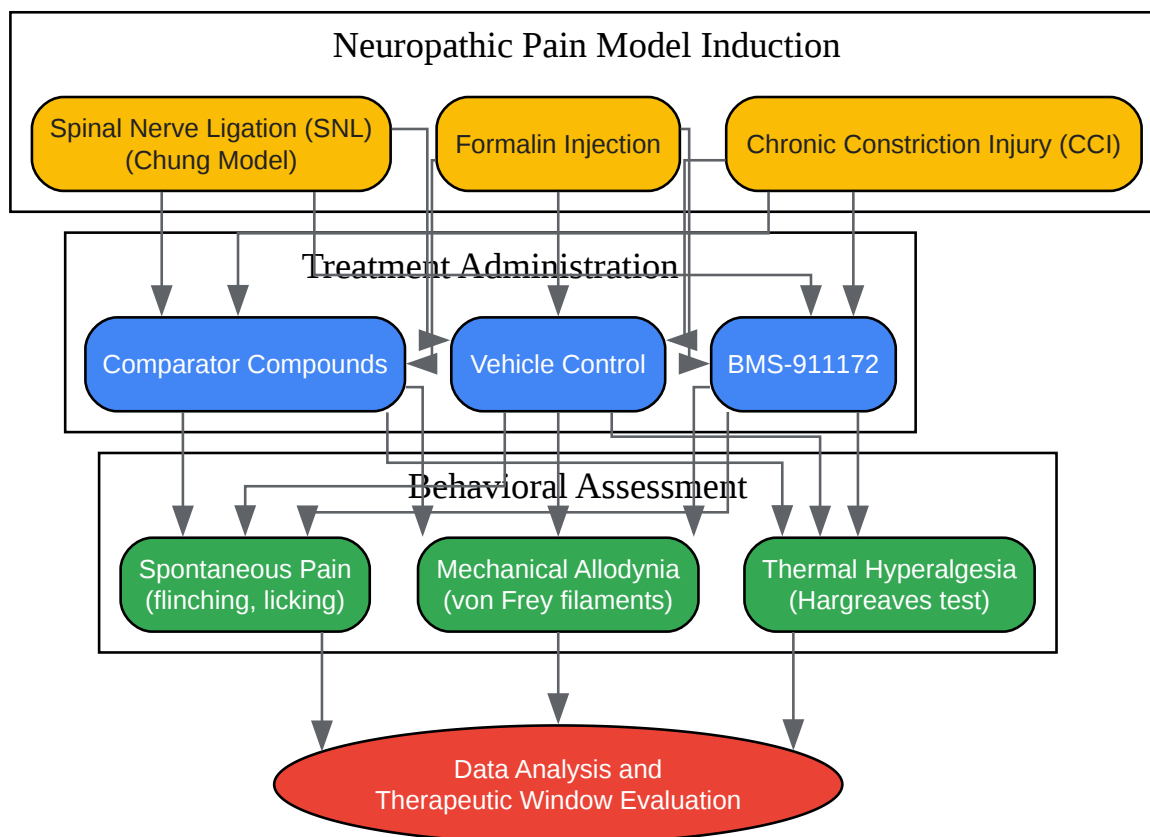 Neuropathic Pain Model Induction
Spinal Nerve Ligation (SNL)
(Chung Model)
Formalin Injection
Chronic Constriction Injury (CCI)
Treatment Administration
Comparator Compounds
Vehicle Control
BMS-911172
Behavioral Assessment
Spontaneous Pain
(flinching, licking)
Mechanical Allodynia
(von Frey filaments)
Thermal Hyperalgesia
(Hargreaves test)
Data Analysis and
Therapeutic Window Evaluation